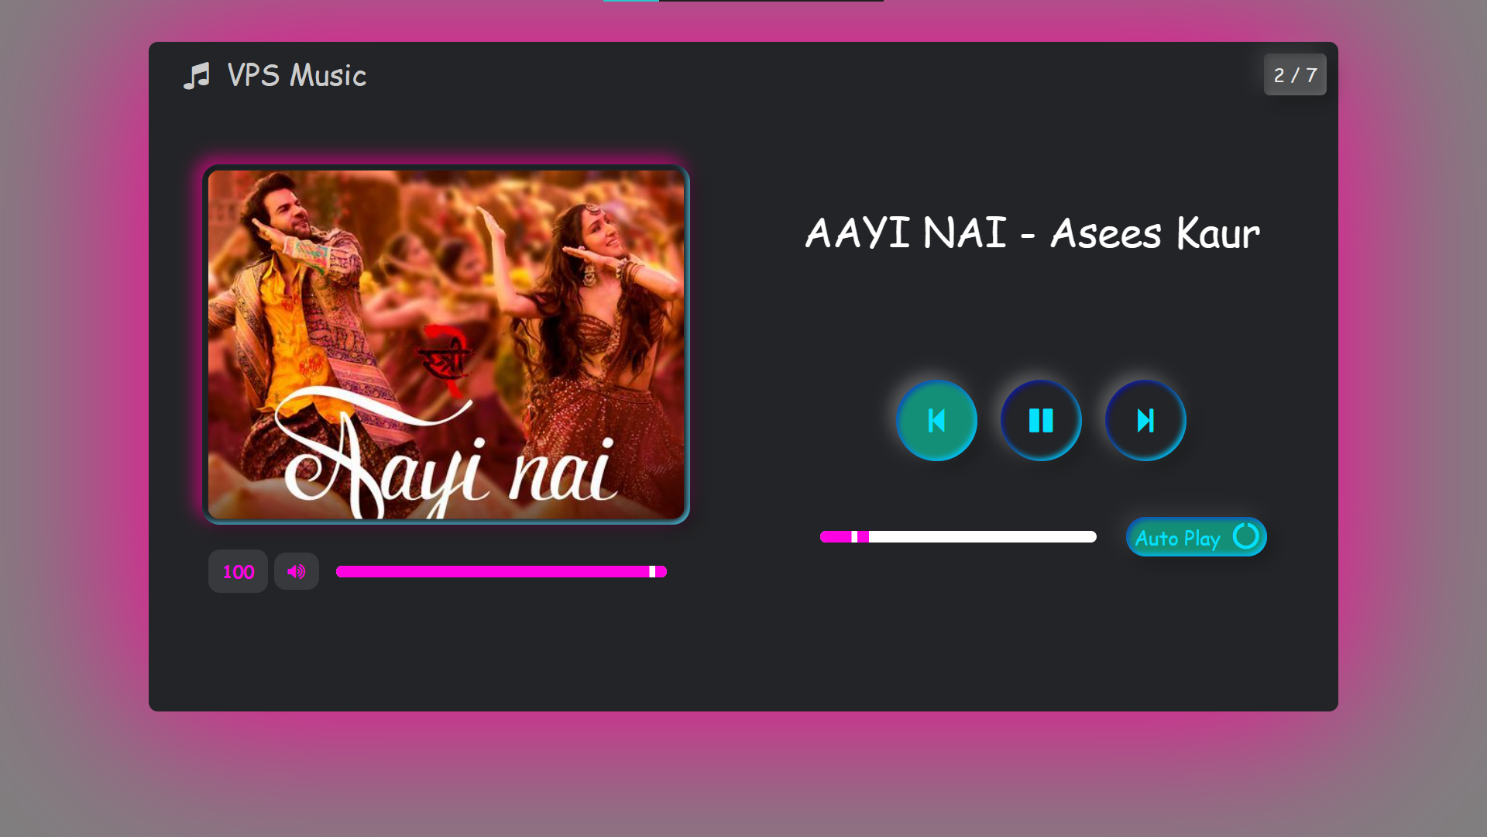 VPS Music
2 / 7
AAYI NAI - Asees Kaur
स्त्री
Aayi nai
100
Auto Play